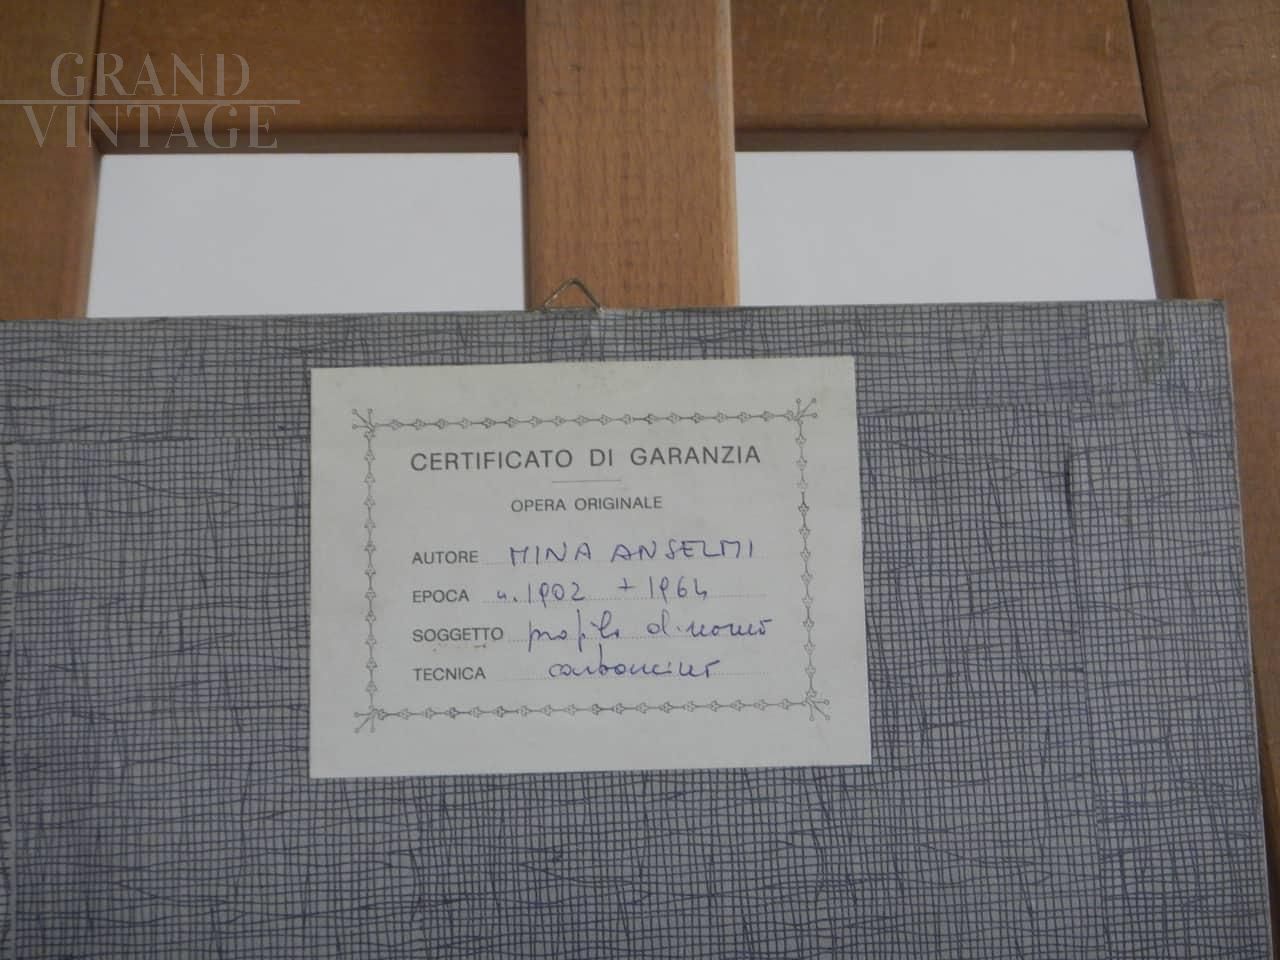 GRAND
VINTAGE
CERTIFICATO DI GARANZIA
OPERA ORIGINALE
AUTORE MINA ANSELMI
EPOCA n. 1902 + 1964
SOGGETTO profilo di uomo
TECNICA carboncino